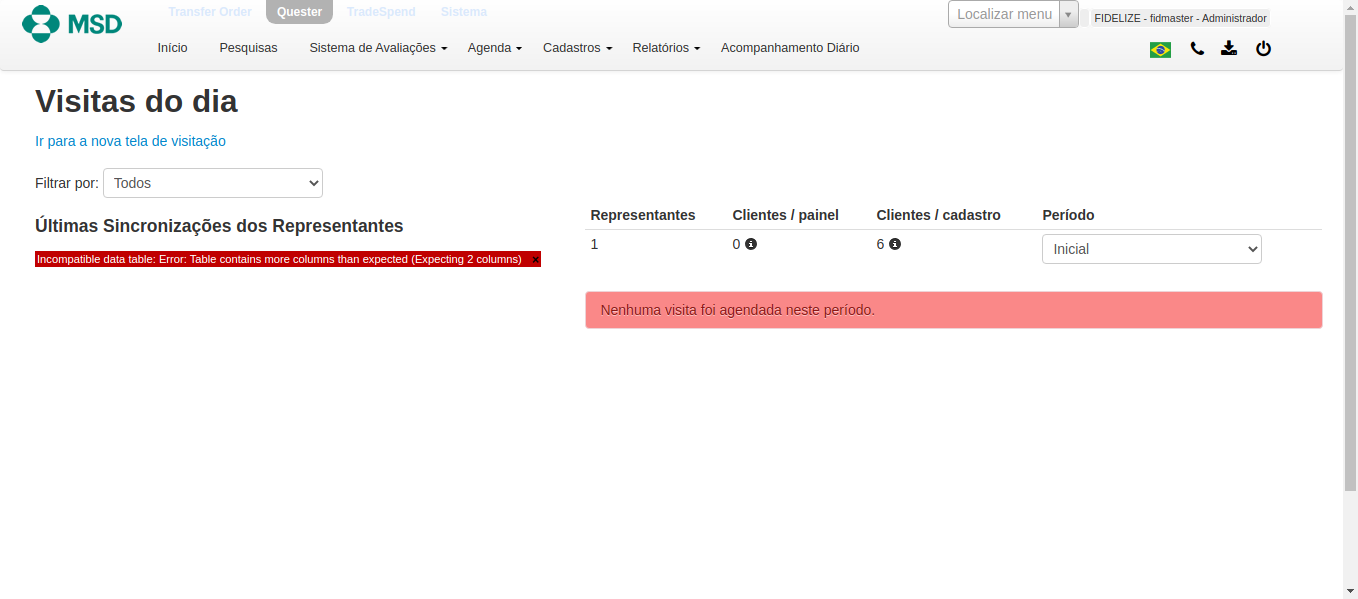 MSD
Transfer Order Quester TradeSpend Sistema
Localizar menu
FIDELIZE - fidmaster - Administrador
Início Pesquisas Sistema de Avaliações Agenda Cadastros Relatórios Acompanhamento Diário
Visitas do dia
Ir para a nova tela de visitação
Filtrar por: Todos
Últimas Sincronizações dos Representantes
Incompatible data table: Error: Table contains more columns than expected (Expecting 2 columns) ×
Representantes Clientes / painel Clientes / cadastro Período
1 0 6 Inicial
Nenhuma visita foi agendada neste período.